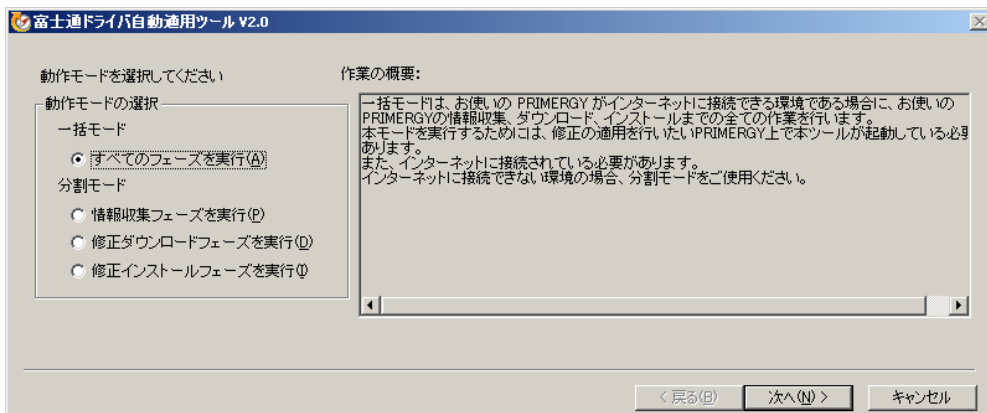 富士通ドライバ自動適用ツール V2.0
動作モードを選択してください
動作モードの選択
一括モード
すべてのフェーズを実行(A)
分割モード
情報収集フェーズを実行(P)
修正ダウンロードフェーズを実行(D)
修正インストールフェーズを実行(I)
作業の概要:
一括モードは、お使いの PRIMERGY がインターネットに接続できる環境である場合に、お使いの
PRIMERGYの情報収集、ダウンロード、インストールまでの全ての作業を行います。
本モードを実行するためには、修正の適用を行いたいPRIMERGY上で本ツールが起動している必
あります。
また、インターネットに接続されている必要があります。
インターネットに接続できない環境の場合、分割モードをご使用ください。
< 戻る(B)
次へ(N) >
キャンセル